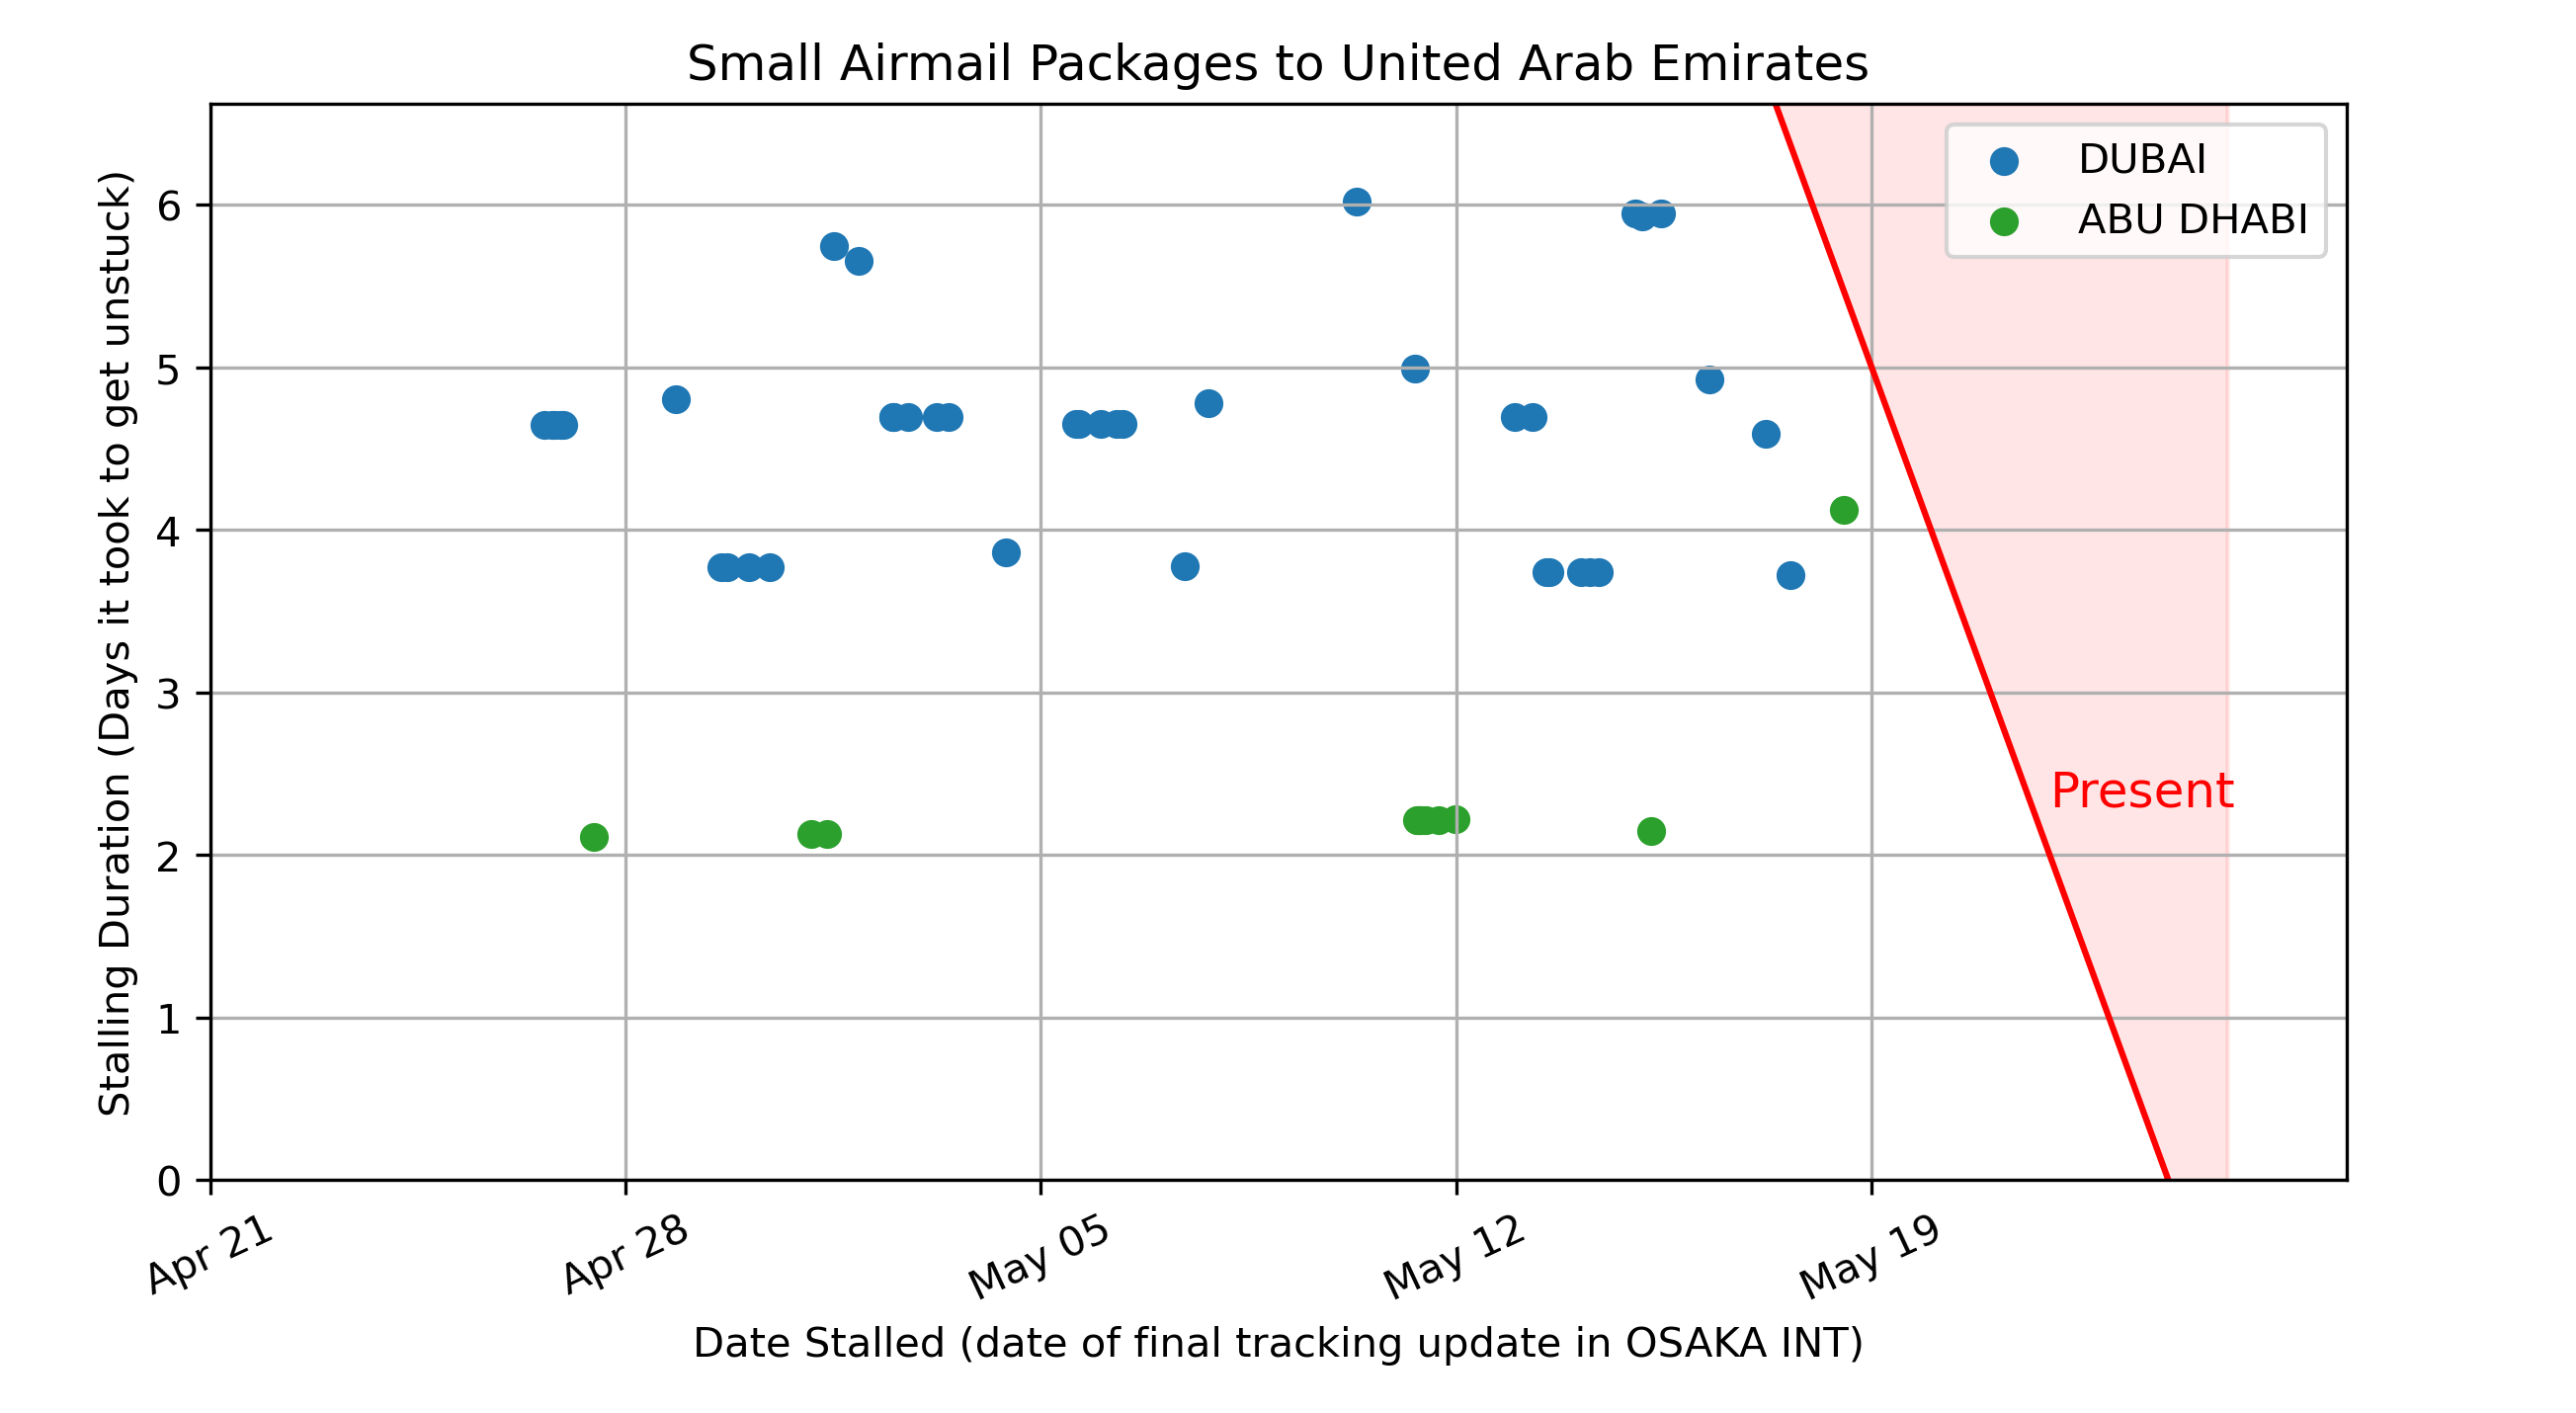 Small Airmail Packages to United Arab Emirates
Stalling Duration (Days it took to get unstuck)
6
5
4
3
2
1
0
DUBAI
ABU DHABI
Present
Apr 21
Apr 28
May 05
May 12
May 19
Date Stalled (date of final tracking update in OSAKA INT)